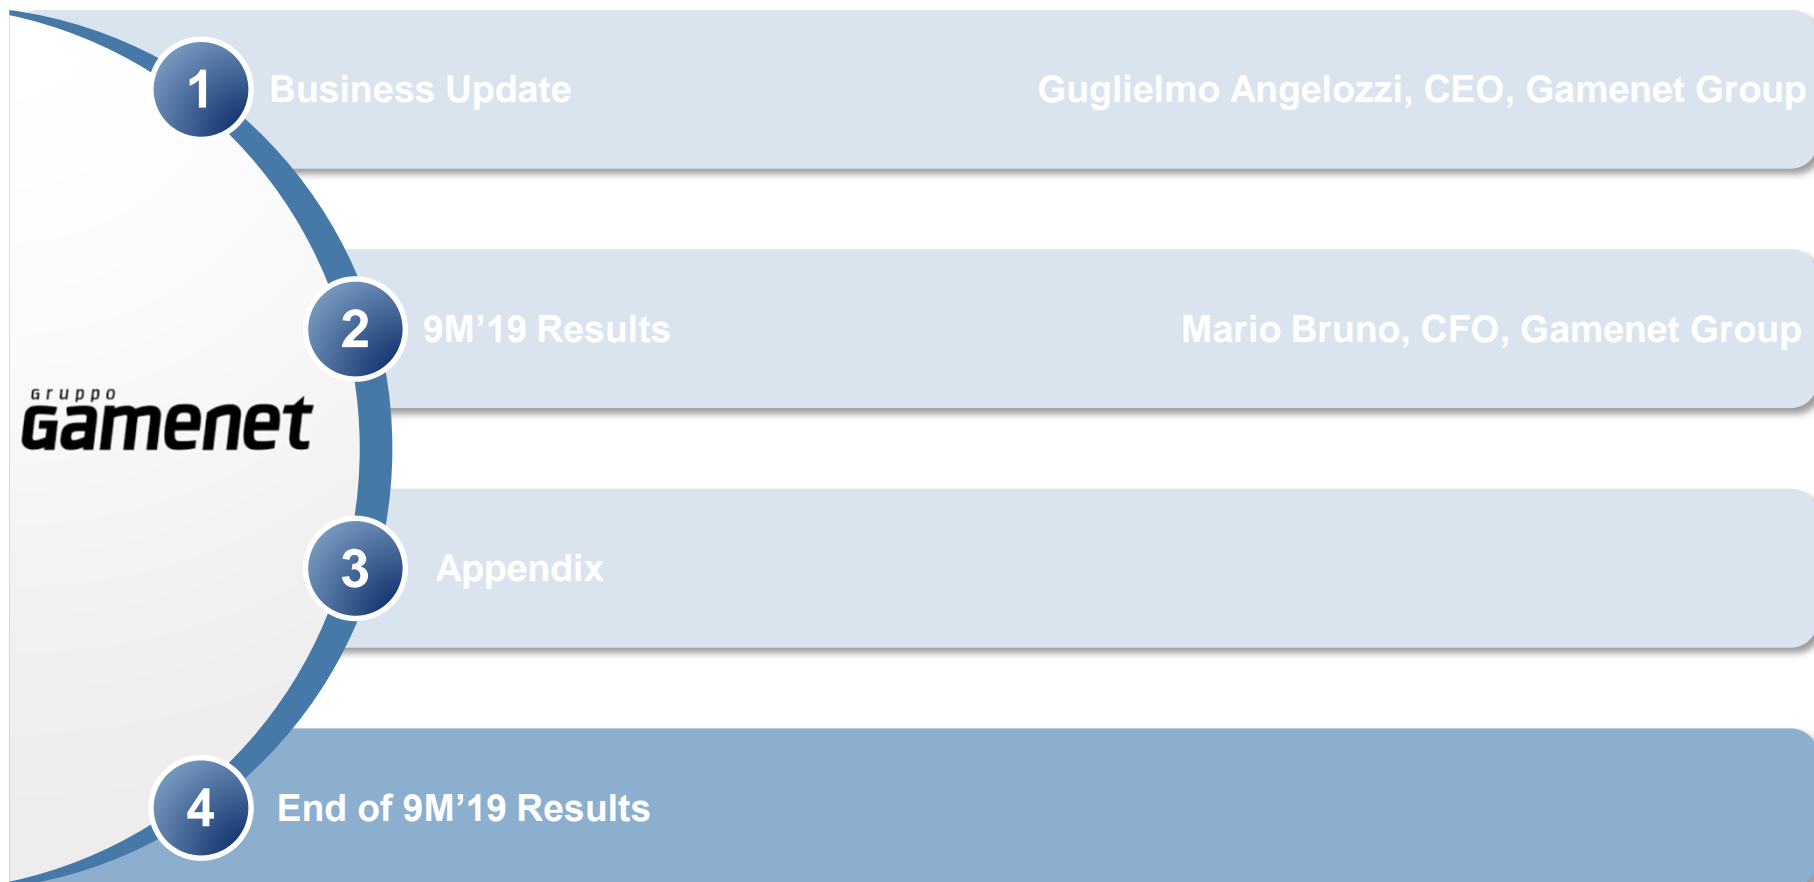 1 Business Update Guglielmo Angelozzi, CEO, Gamenet Group
2 9M’19 Results Mario Bruno, CFO, Gamenet Group
Gruppo
Gamenet
3 Appendix
4 End of 9M’19 Results